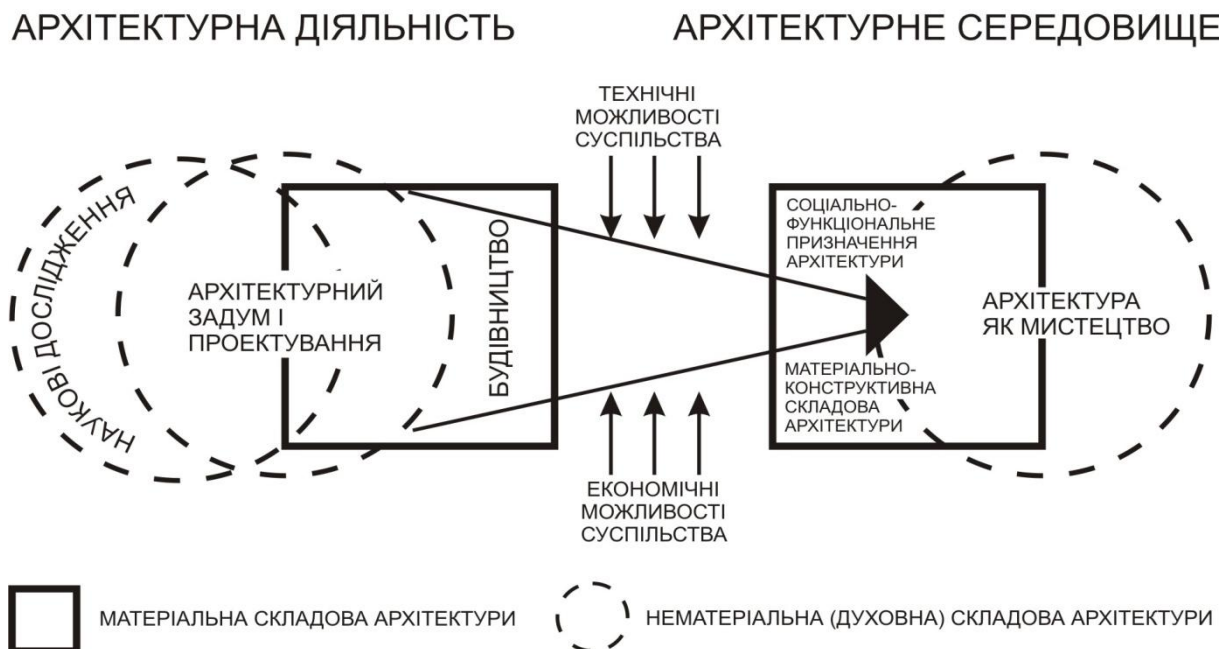 АРХІТЕКТУРНА ДІЯЛЬНІСТЬ
АРХІТЕКТУРНЕ СЕРЕДОВИЩЕ
ТЕХНІЧНІ
МОЖЛИВОСТІ
СУСПІЛЬСТВА
НАУКОВІ ДОСЛІДЖЕННЯ
АРХІТЕКТУРНИЙ
ЗАДУМ І
ПРОЕКТУВАННЯ
БУДІВНИЦТВО
СОЦІАЛЬНО-
ФУНКЦІОНАЛЬНЕ
ПРИЗНАЧЕННЯ
АРХІТЕКТУРИ
АРХІТЕКТУРА
ЯК МИСТЕЦТВО
МАТЕРІАЛЬНО-
КОНСТРУКТИВНА
СКЛАДОВА
АРХІТЕКТУРИ
ЕКОНОМІЧНІ
МОЖЛИВОСТІ
СУСПІЛЬСТВА
МАТЕРІАЛЬНА СКЛАДОВА АРХІТЕКТУРИ
НЕМАТЕРІАЛЬНА (ДУХОВНА) СКЛАДОВА АРХІТЕКТУРИ